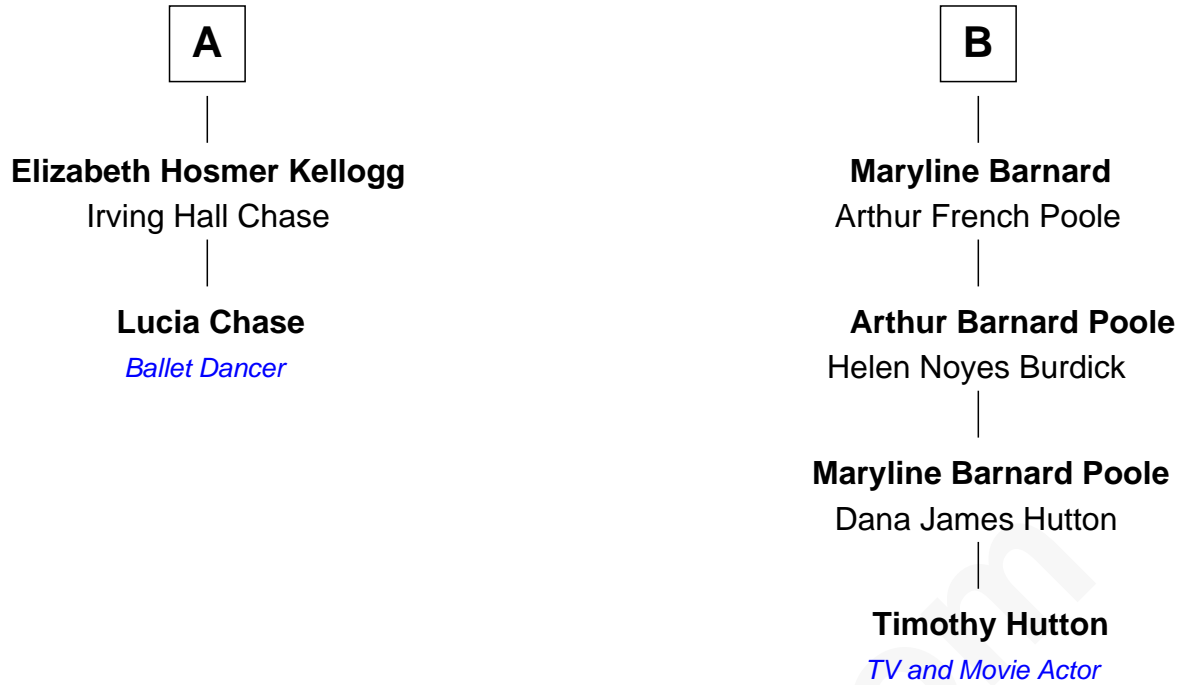 A
Elizabeth Hosmer Kellogg
Irving Hall Chase
Lucia Chase
Ballet Dancer
B
Maryline Barnard
Arthur French Poole
Arthur Barnard Poole
Helen Noyes Burdick
Maryline Barnard Poole
Dana James Hutton
Timothy Hutton
TV and Movie Actor